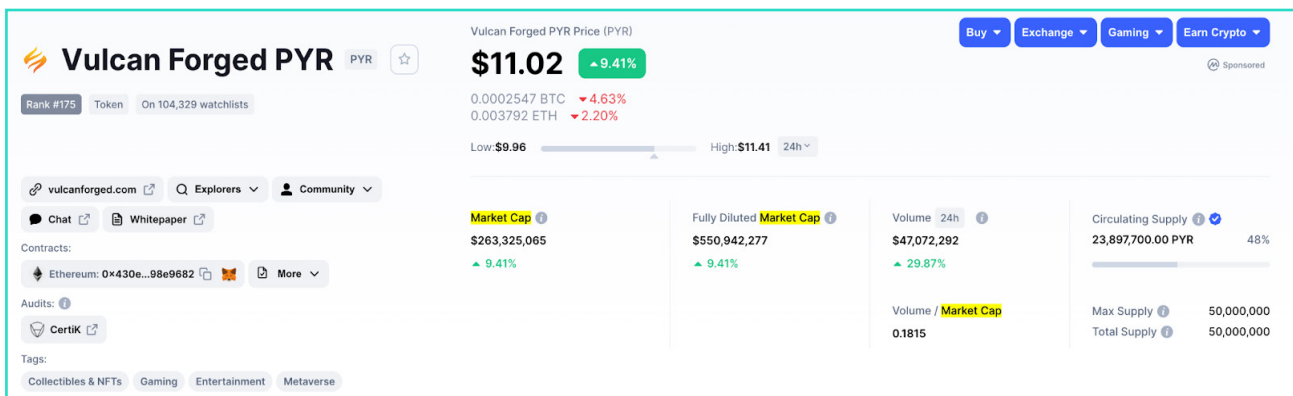 Vulcan Forged PYR PYR
Rank #175 Token On 104,329 watchlists
vulcanforged.com Explorers Community
Chat Whitepaper
Contracts:
Ethereum: 0×430e...98e9682 More
Audits:
CertiK
Tags:
Collectibles & NFTs Gaming Entertainment Metaverse
Vulcan Forged PYR Price (PYR)
$11.02 9.41%
0.0002547 BTC 4.63%
0.003792 ETH 2.20%
Low:$9.96 High:$11.41 24h
Buy Exchange Gaming Earn Crypto
Sponsored
Market Cap
$263,325,065
9.41%
Fully Diluted Market Cap
$550,942,277
9.41%
Volume 24h
$47,072,292
29.87%
Volume / Market Cap
0.1815
Circulating Supply
23,897,700.00 PYR 48%
Max Supply 50,000,000
Total Supply 50,000,000